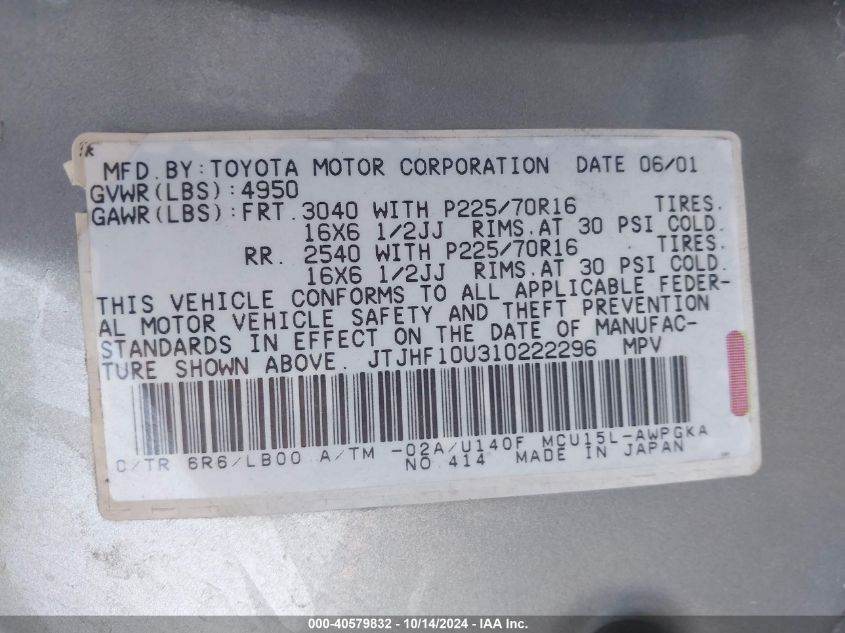 MFD.BY:TOYOTA MOTOR CORPORATION DATE 06/01
GVWR(LBS):4950
GAWR(LBS):FRT.3040 WITH P225/70R16 TIRES.
16X6 1/2JJ RIMS.AT 30 PSI COLD.
RR. 2540 WITH P225/70R16 TIRES.
16X6 1/2JJ RIMS.AT 30 PSI COLD.
THIS VEHICLE CONFORMS TO ALL APPLICABLE FEDER-
AL MOTOR VEHICLE SAFETY AND THEFT PREVENTION
STANDARDS IN EFFECT ON THE DATE OF MANUFAC-
TURE SHOWN ABOVE. JTJHF10U310222296 MPV
C/TR 6R6/LB00 A/TM -02A/U140F MCU15L-AWPGKA
NO.414 MADE IN JAPAN
000-40579832 - 10/14/2024 - IAA Inc.